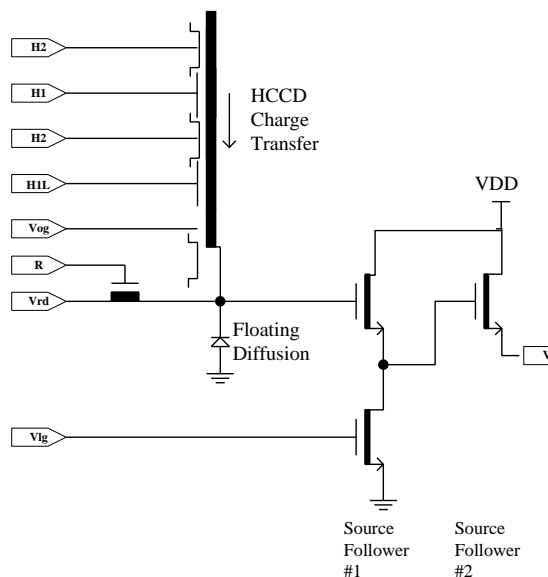 H2
H1
H2
H1L
Vog
R
Vrd
Vlg
HCCD
Charge
Transfer
VDD
Floating
Diffusion
V
Source
Follower
#1
Source
Follower
#2